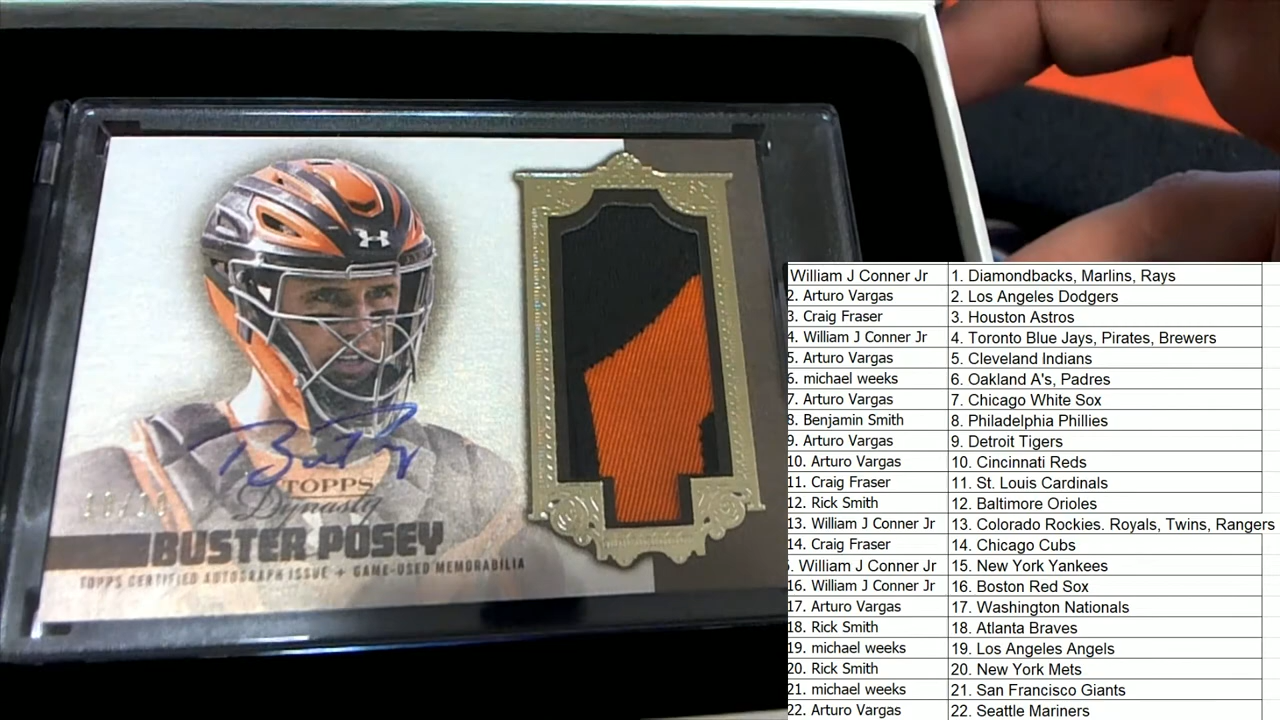 TOPPS
Dynasty
BUSTER POSEY
TOPPS CERTIFIED AUTOGRAPH ISSUE + GAME-USED MEMORABILIA
William J Conner Jr 1. Diamondbacks, Marlins, Rays
2. Arturo Vargas 2. Los Angeles Dodgers
3. Craig Fraser 3. Houston Astros
4. William J Conner Jr 4. Toronto Blue Jays, Pirates, Brewers
5. Arturo Vargas 5. Cleveland Indians
6. michael weeks 6. Oakland A's, Padres
7. Arturo Vargas 7. Chicago White Sox
8. Benjamin Smith 8. Philadelphia Phillies
9. Arturo Vargas 9. Detroit Tigers
10. Arturo Vargas 10. Cincinnati Reds
11. Craig Fraser 11. St. Louis Cardinals
12. Rick Smith 12. Baltimore Orioles
13. William J Conner Jr 13. Colorado Rockies. Royals, Twins, Rangers
14. Craig Fraser 14. Chicago Cubs
. William J Conner Jr 15. New York Yankees
16. William J Conner Jr 16. Boston Red Sox
17. Arturo Vargas 17. Washington Nationals
18. Rick Smith 18. Atlanta Braves
19. michael weeks 19. Los Angeles Angels
20. Rick Smith 20. New York Mets
21. michael weeks 21. San Francisco Giants
22. Arturo Vargas 22. Seattle Mariners